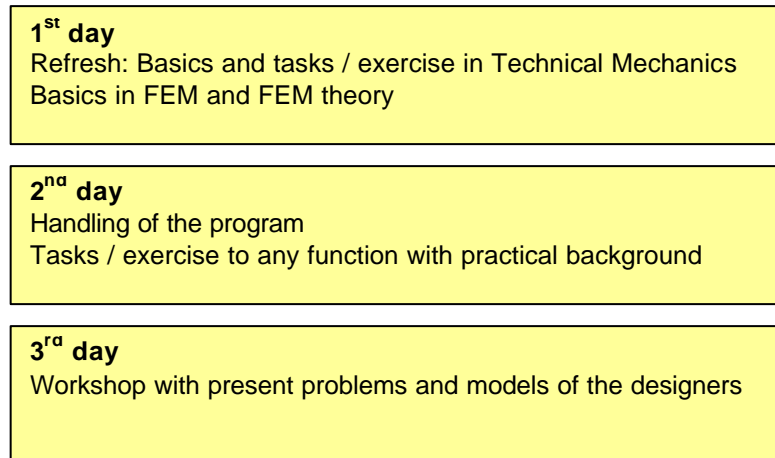 1st day
Refresh: Basics and tasks / exercise in Technical Mechanics
Basics in FEM and FEM theory
2nd day
Handling of the program
Tasks / exercise to any function with practical background
3rd day
Workshop with present problems and models of the designers